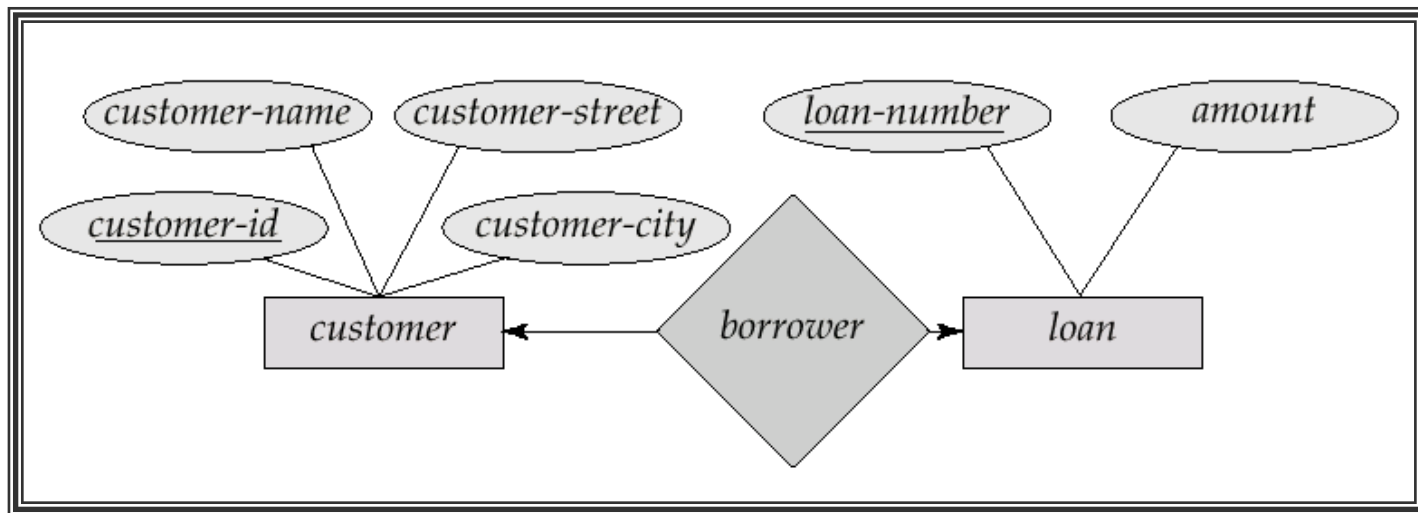 customer-name
customer-street
loan-number
amount
customer-id
customer-city
customer
borrower
loan